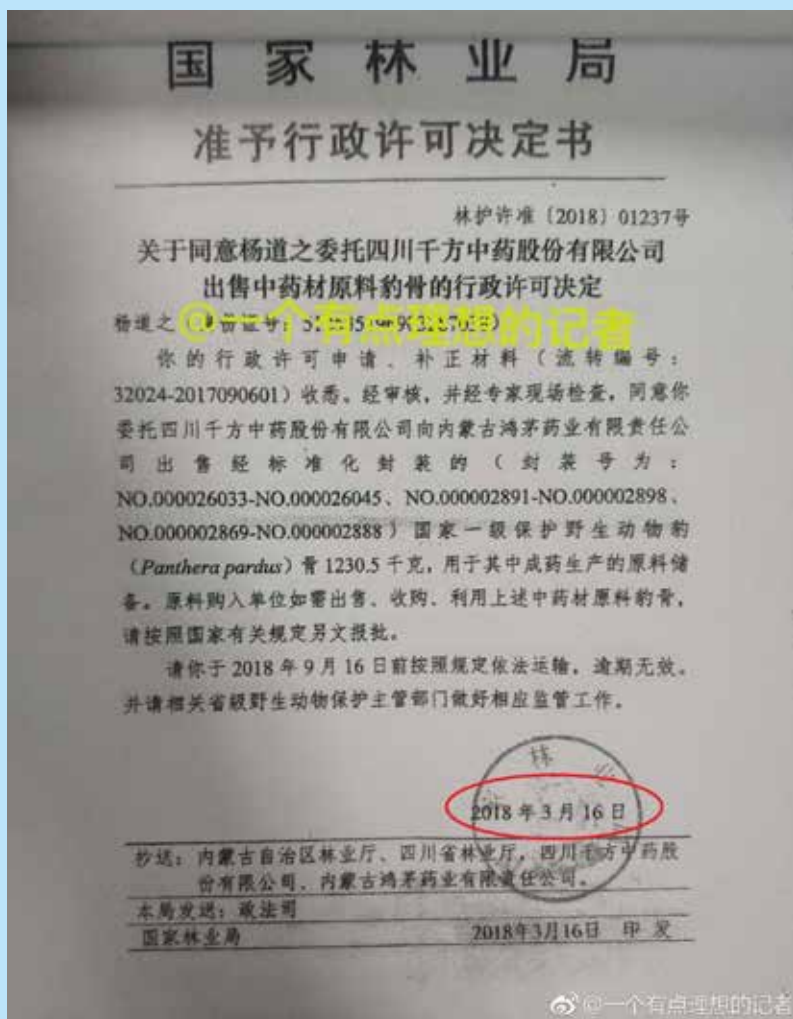 国家林业局
准予行政许可决定书
林护许准〔2018〕01237号
关于同意杨道之委托四川千方中药股份有限公司
出售中药材原料豹骨的行政许可决定
杨道之
@一个有点理想的记者
你的行政许可申请、补正材料（流转编号：
32024-2017090601）收悉。经审核，并经专家现场检查，同意你
委托四川千方中药股份有限公司向内蒙古鸿茅药业有限责任公
司出售经标准化封装的（封装号为：
NO.000026033-NO.000026045、NO.000002891-NO.000002898、
NO.000002869-NO.000002888）国家一级保护野生动物豹
（Panthera pardus）骨 1230.5 千克，用于其中成药生产的原料储
备。原料购入单位如需出售、收购、利用上述中药材原料豹骨，
请按照国家有关规定另文报批。
请你于 2018 年 9 月 16 日前按照规定依法运输，逾期无效。
并请相关省级野生动物保护主管部门做好相应监管工作。
林业
2018 年 3 月 16 日
抄送：内蒙古自治区林业厅、四川省林业厅，四川千方中药股
份有限公司、内蒙古鸿茅药业有限责任公司。
本局发送：政法司
国家林业局 2018年3月16日 印发
@一个有点理想的记者